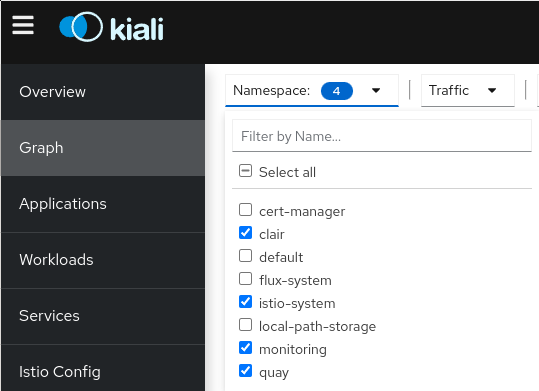 kiali
Overview
Graph
Applications
Workloads
Services
Istio Config
Namespace: 4
Traffic
Filter by Name...
Select all
cert-manager
clair
default
flux-system
istio-system
local-path-storage
monitoring
quay